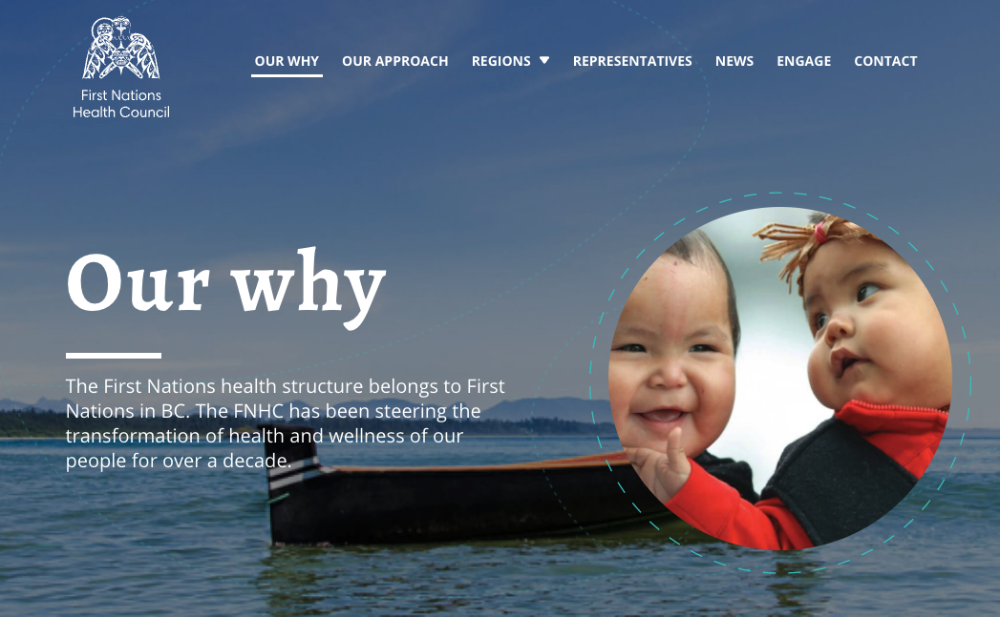 First Nations
Health Council
OUR WHY
OUR APPROACH
REGIONS
REPRESENTATIVES
NEWS
ENGAGE
CONTACT
Our why
The First Nations health structure belongs to First
Nations in BC. The FNHC has been steering the
transformation of health and wellness of our
people for over a decade.